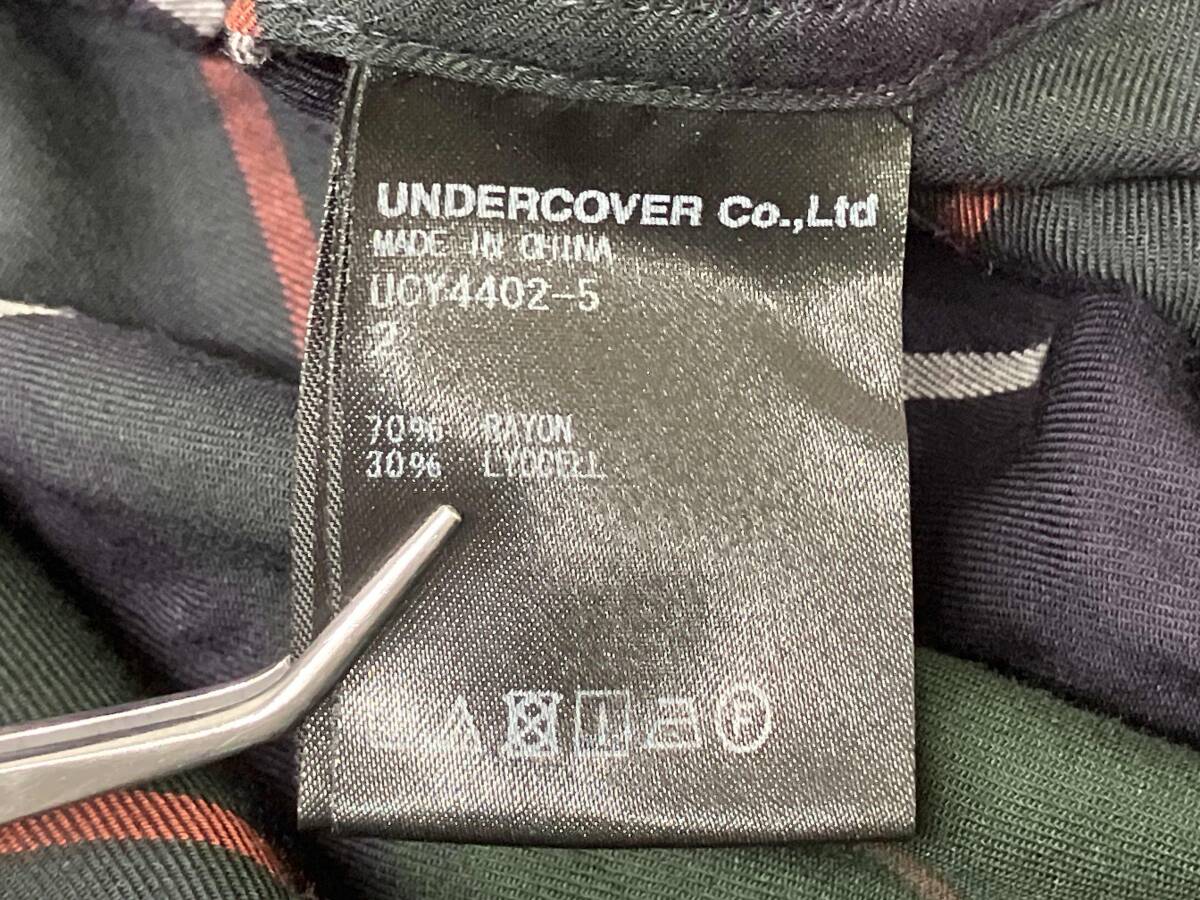 UNDERCOVER Co.,Ltd
MADE IN CHINA
UCY4402-5
2
70% RAYON
30% LYOCELL
F